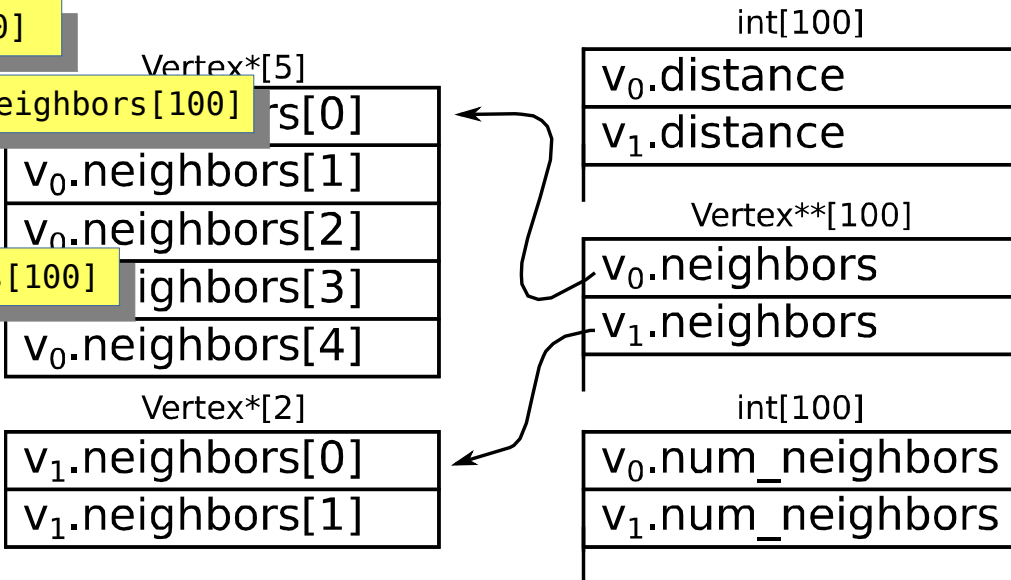 0]
Vertex*[5]
eighbors[100]
rs[0]
v₀.neighbors[1]
v₀.neighbors[2]
[100]
ighbors[3]
v₀.neighbors[4]
Vertex*[2]
v₁.neighbors[0]
v₁.neighbors[1]
int[100]
v₀.distance
v₁.distance
Vertex**[100]
v₀.neighbors
v₁.neighbors
int[100]
v₀.num_neighbors
v₁.num_neighbors